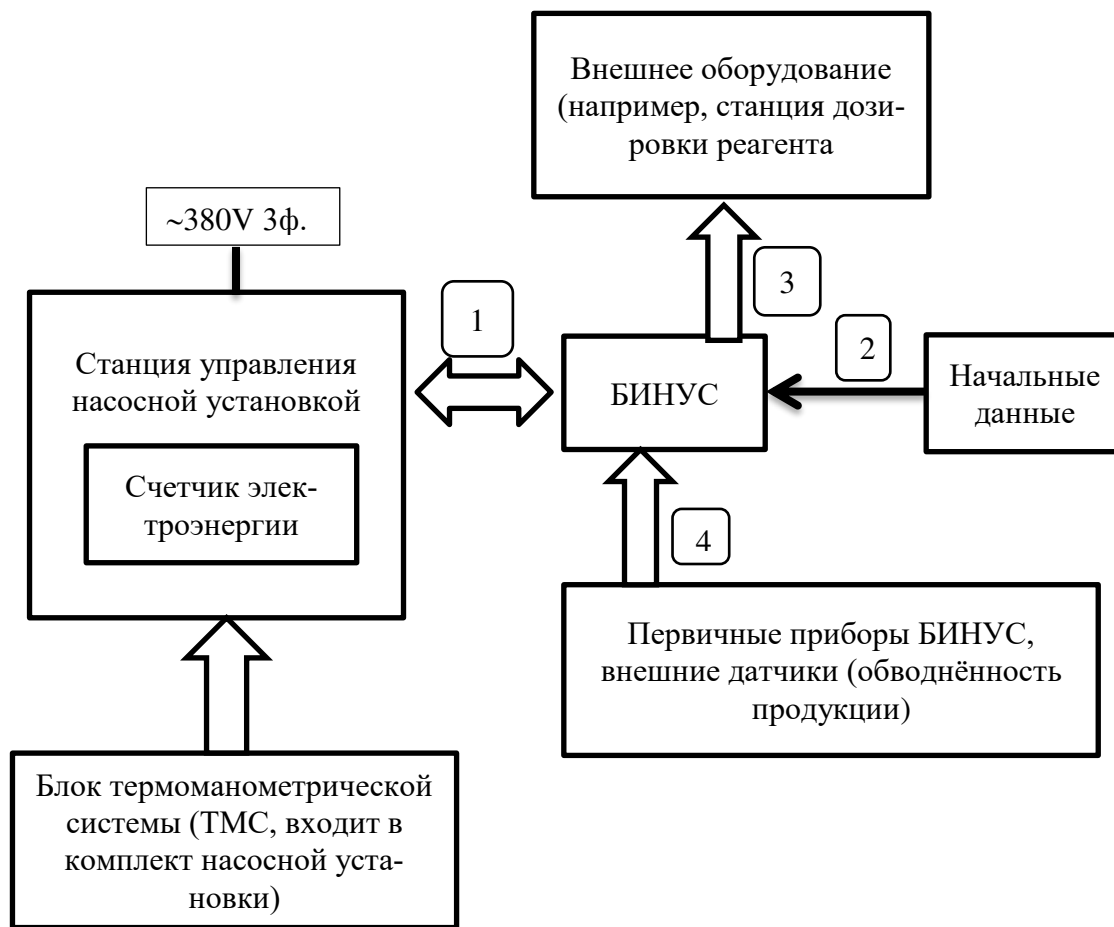 Внешнее оборудование
(например, станция дози-
ровки реагента
~380V 3ф.
3
1
2
Станция управления
насосной установкой
БИНУС
Начальные
данные
Счетчик элек-
троэнергии
4
Первичные приборы БИНУС,
внешние датчики (обводнённость
продукции)
Блок термоманометрической
системы (ТМС, входит в
комплект насосной уста-
новки)